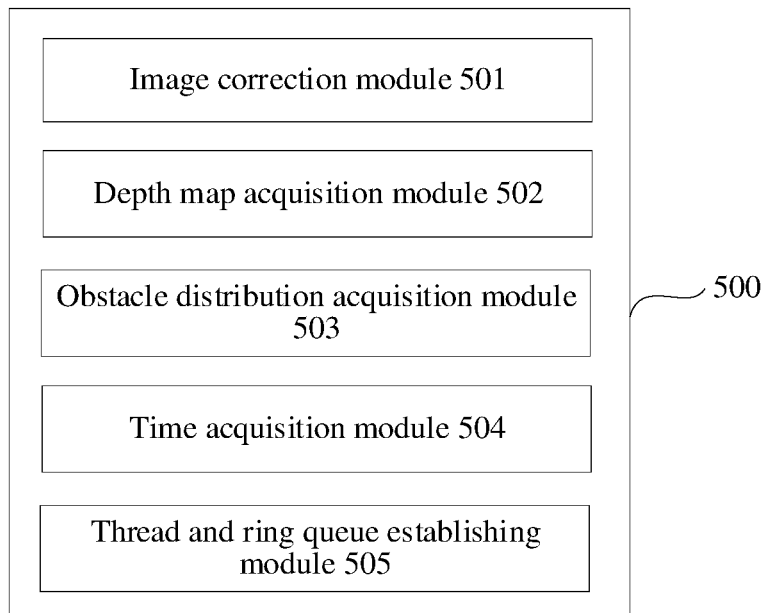 Image correction module 501
Depth map acquisition module 502
Obstacle distribution acquisition module
503
500
Time acquisition module 504
Thread and ring queue establishing
module 505